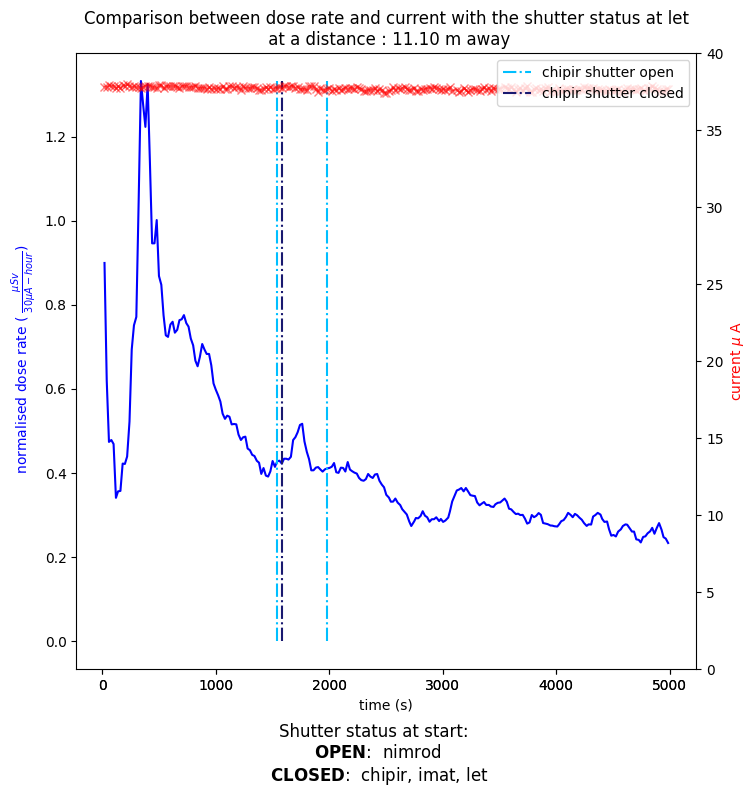 Comparison between dose rate and current with the shutter status at let
at a distance : 11.10 m away
chipir shutter open
chipir shutter closed
normalised dose rate ( μSv / 30μA − hour )
1.2
1.0
0.8
0.6
0.4
0.2
0.0
40
35
30
25
20
15
10
5
0
current μ A
0 1000 2000 3000 4000 5000
time (s)
Shutter status at start:
OPEN: nimrod
CLOSED: chipir, imat, let